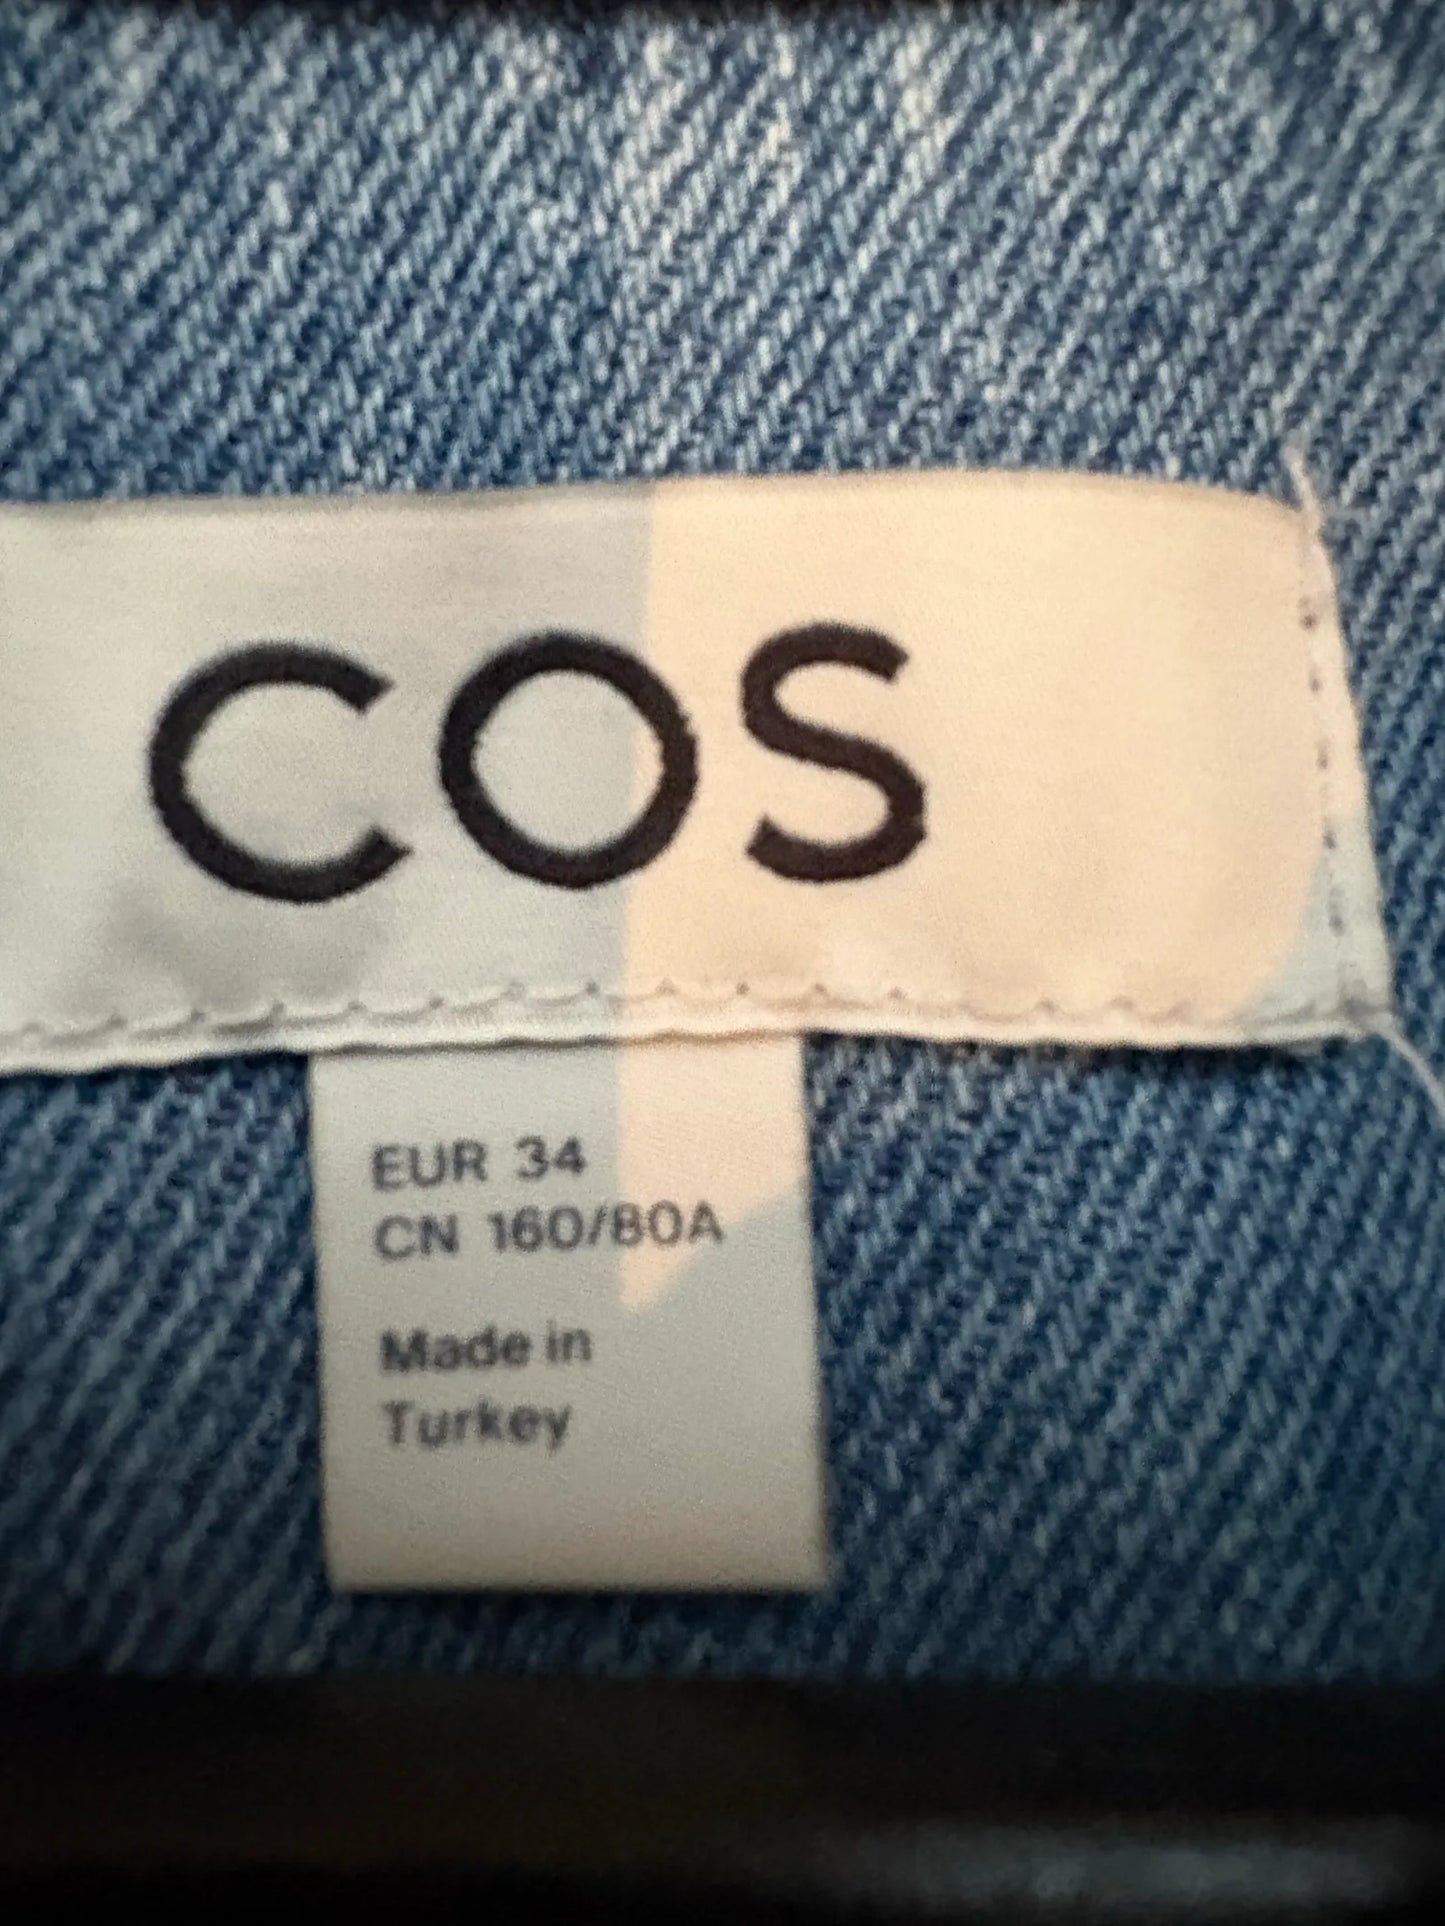 COS
EUR 34
CN 160/80A
Made in
Turkey